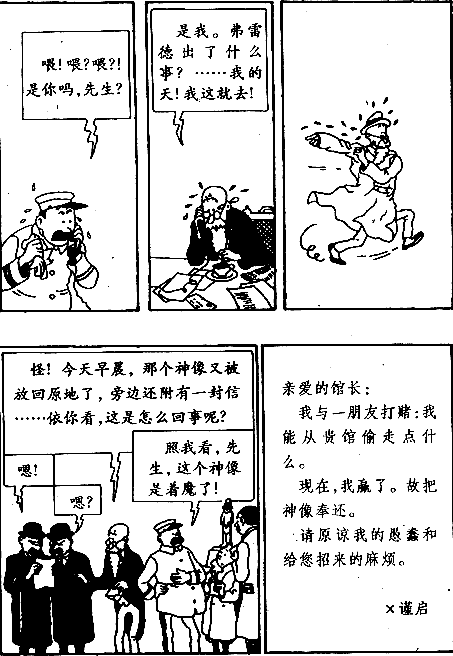 喂！喂？喂？！
是你吗，先生？
是我。弗雷
德出了什么
事？……我的
天！我这就去！
怪！今天早晨，那个神像又被
放回原地了，旁边还附有一封信
……依你看，这是怎么回事呢？
嗯！
嗯？
照我看，先
生，这个神像
是着魔了！
亲爱的馆长：
我与一朋友打赌：我
能从贵馆偷走点什
么。
现在，我赢了。故把
神像奉还。
请原谅我的愚蠢和
给您招来的麻烦。
×谨启